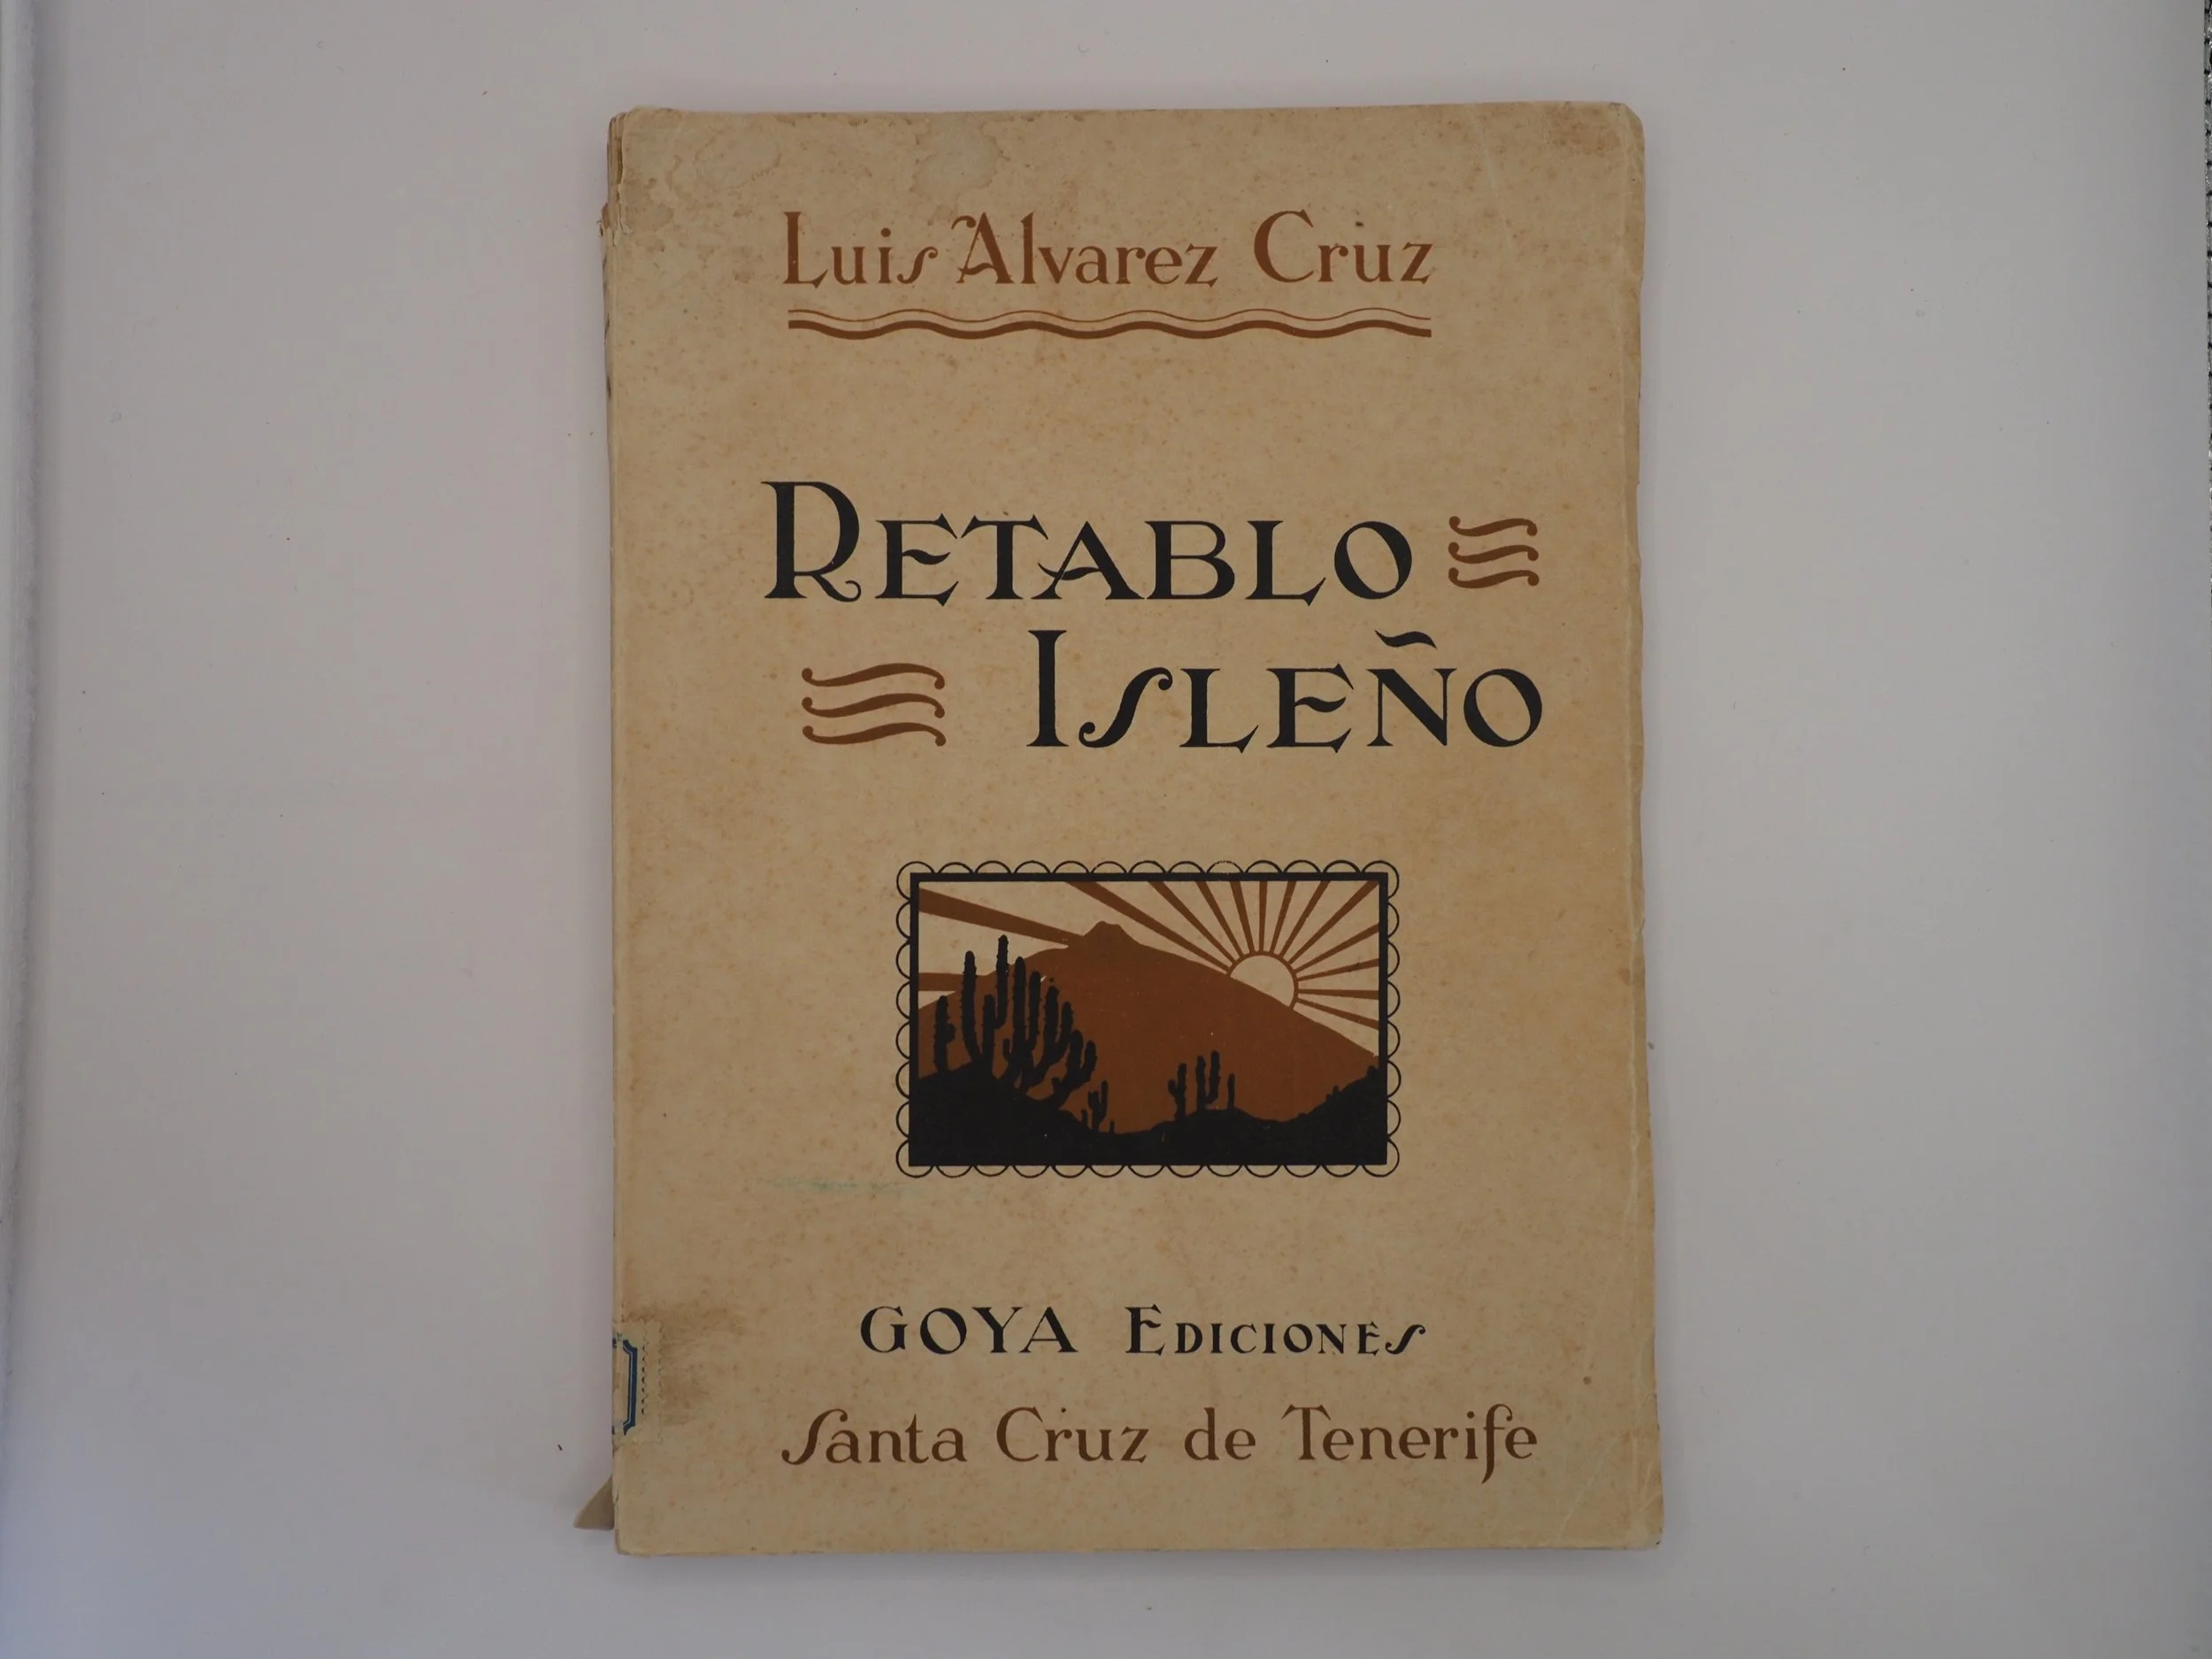 Luis Alvarez Cruz
RETABLO
ISLEÑO
GOYA EDICIONES
Santa Cruz de Tenerife